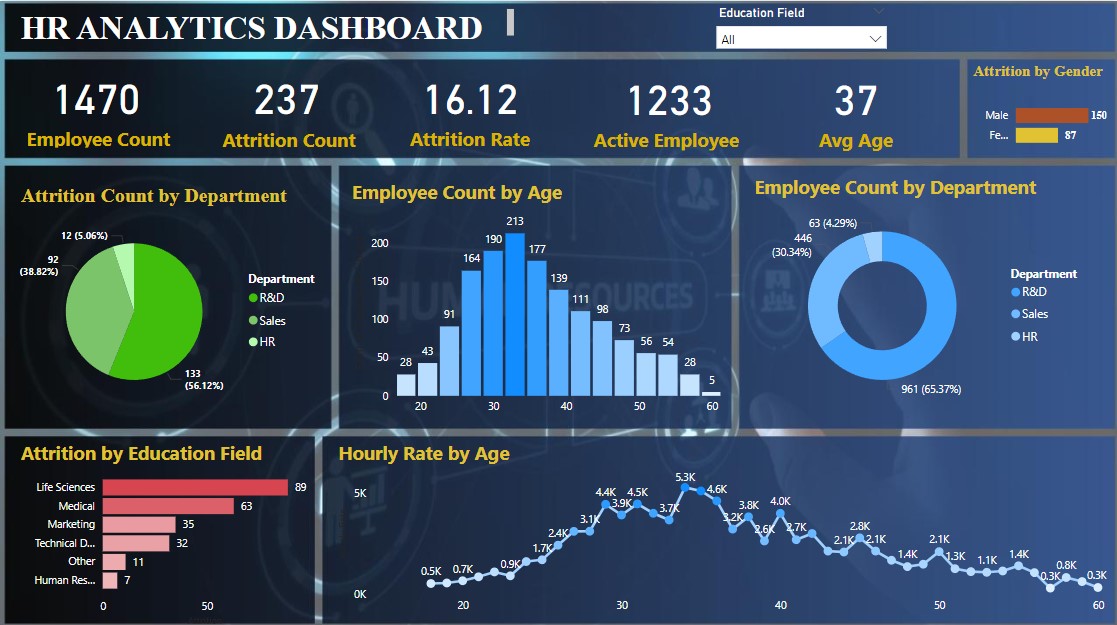 HR ANALYTICS DASHBOARD
Education Field
All
1470
Employee Count
237
Attrition Count
16.12
Attrition Rate
1233
Active Employee
37
Avg Age
Attrition by Gender
Male 150
Fe... 87
Attrition Count by Department
12 (5.06%)
92
(38.82%)
133
(56.12%)
Department
R&D
Sales
HR
Employee Count by Age
200
150
100
50
0
28 43 91 164 190 213 177 139 111 98 73 56 54 28 5
20 30 40 50 60
HUM RESOURCES
Employee Count by Department
63 (4.29%)
446
(30.34%)
961 (65.37%)
Department
R&D
Sales
HR
Attrition by Education Field
Life Sciences 89
Medical 63
Marketing 35
Technical D... 32
Other 11
Human Res... 7
0 50
Hourly Rate by Age
5K
0K
0.5K 0.7K 0.9K 1.7K 2.4K 3.1K 4.4K 3.9K 4.5K 3.7K 5.3K 4.6K 3.2K 3.8K 2.6K 4.0K 2.7K 2.1K 2.8K 2.1K 1.4K 2.1K 1.3K 1.1K 1.4K 0.3K 0.8K 0.3K
20 30 40 50 60